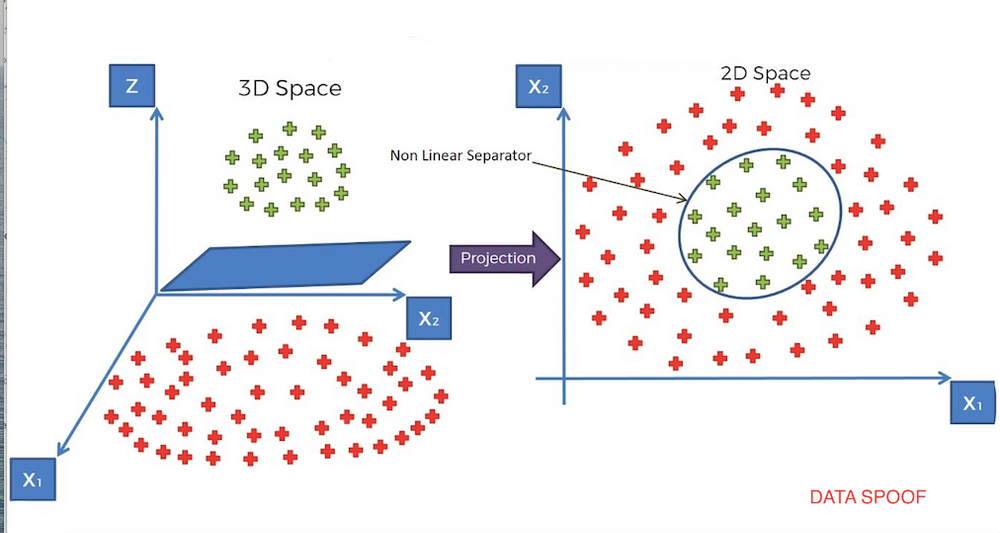 Z
3D Space
X₂
2D Space
Non Linear Separator
Projection
X₂
X₁
X₁
DATA SPOOF